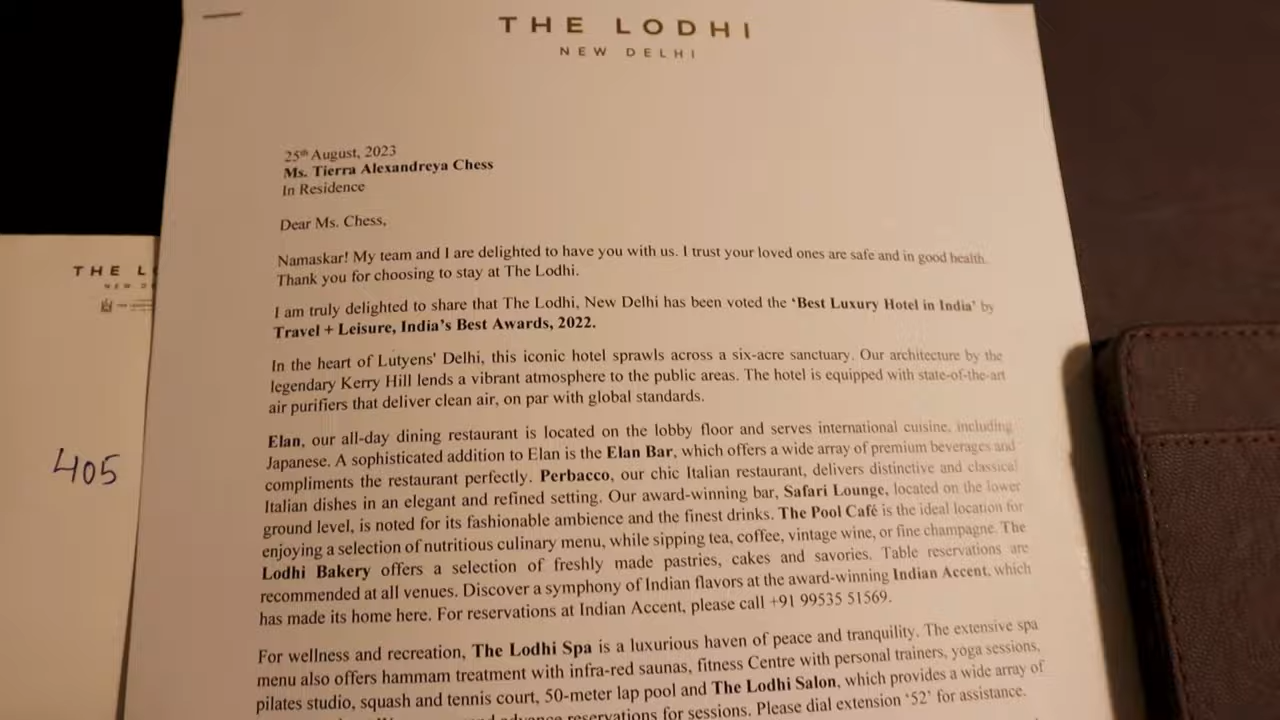 THE LODHI
NEW DELHI
25th August, 2023
Ms. Tierra Alexandreya Chess
In Residence
Dear Ms. Chess,
Namaskar! My team and I are delighted to have you with us. I trust your loved ones are safe and in good health.
Thank you for choosing to stay at The Lodhi.
I am truly delighted to share that The Lodhi, New Delhi has been voted the ‘Best Luxury Hotel in India’ by
Travel + Leisure, India’s Best Awards, 2022.
In the heart of Lutyens' Delhi, this iconic hotel sprawls across a six-acre sanctuary. Our architecture by the
legendary Kerry Hill lends a vibrant atmosphere to the public areas. The hotel is equipped with state-of-the-art
air purifiers that deliver clean air, on par with global standards.
Elan, our all-day dining restaurant is located on the lobby floor and serves international cuisine, including
Japanese. A sophisticated addition to Elan is the Elan Bar, which offers a wide array of premium beverages and
compliments the restaurant perfectly. Perbacco, our chic Italian restaurant, delivers distinctive and classical
Italian dishes in an elegant and refined setting. Our award-winning bar, Safari Lounge, located on the lower
ground level, is noted for its fashionable ambience and the finest drinks. The Pool Café is the ideal location for
enjoying a selection of nutritious culinary menu, while sipping tea, coffee, vintage wine, or fine champagne. The
Lodhi Bakery offers a selection of freshly made pastries, cakes and savories. Table reservations are
recommended at all venues. Discover a symphony of Indian flavors at the award-winning Indian Accent, which
has made its home here. For reservations at Indian Accent, please call +91 99535 51569.
For wellness and recreation, The Lodhi Spa is a luxurious haven of peace and tranquility. The extensive spa
menu also offers hammam treatment with infra-red saunas, fitness Centre with personal trainers, yoga sessions,
pilates studio, squash and tennis court, 50-meter lap pool and The Lodhi Salon, which provides a wide array of
advance reservations for sessions. Please dial extension ‘52’ for assistance.
THE L
NEW D
405